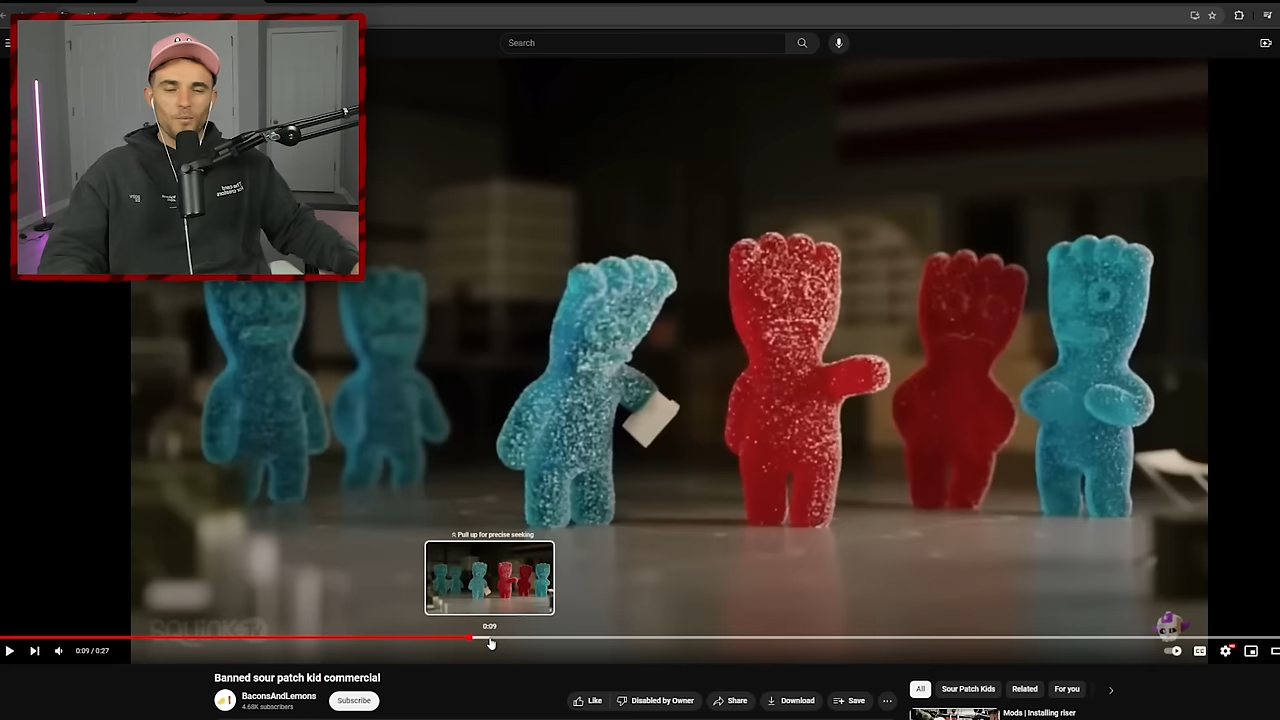 Search
Pull up for precise seeking
0:09
0:09 / 0:27
CC
Banned sour patch kid commercial
BaconsAndLemons
4.68K subscribers
Subscribe
Like
Disabled by Owner
Share
Download
Save
All
Sour Patch Kids
Related
For you
Mods | Installing riser